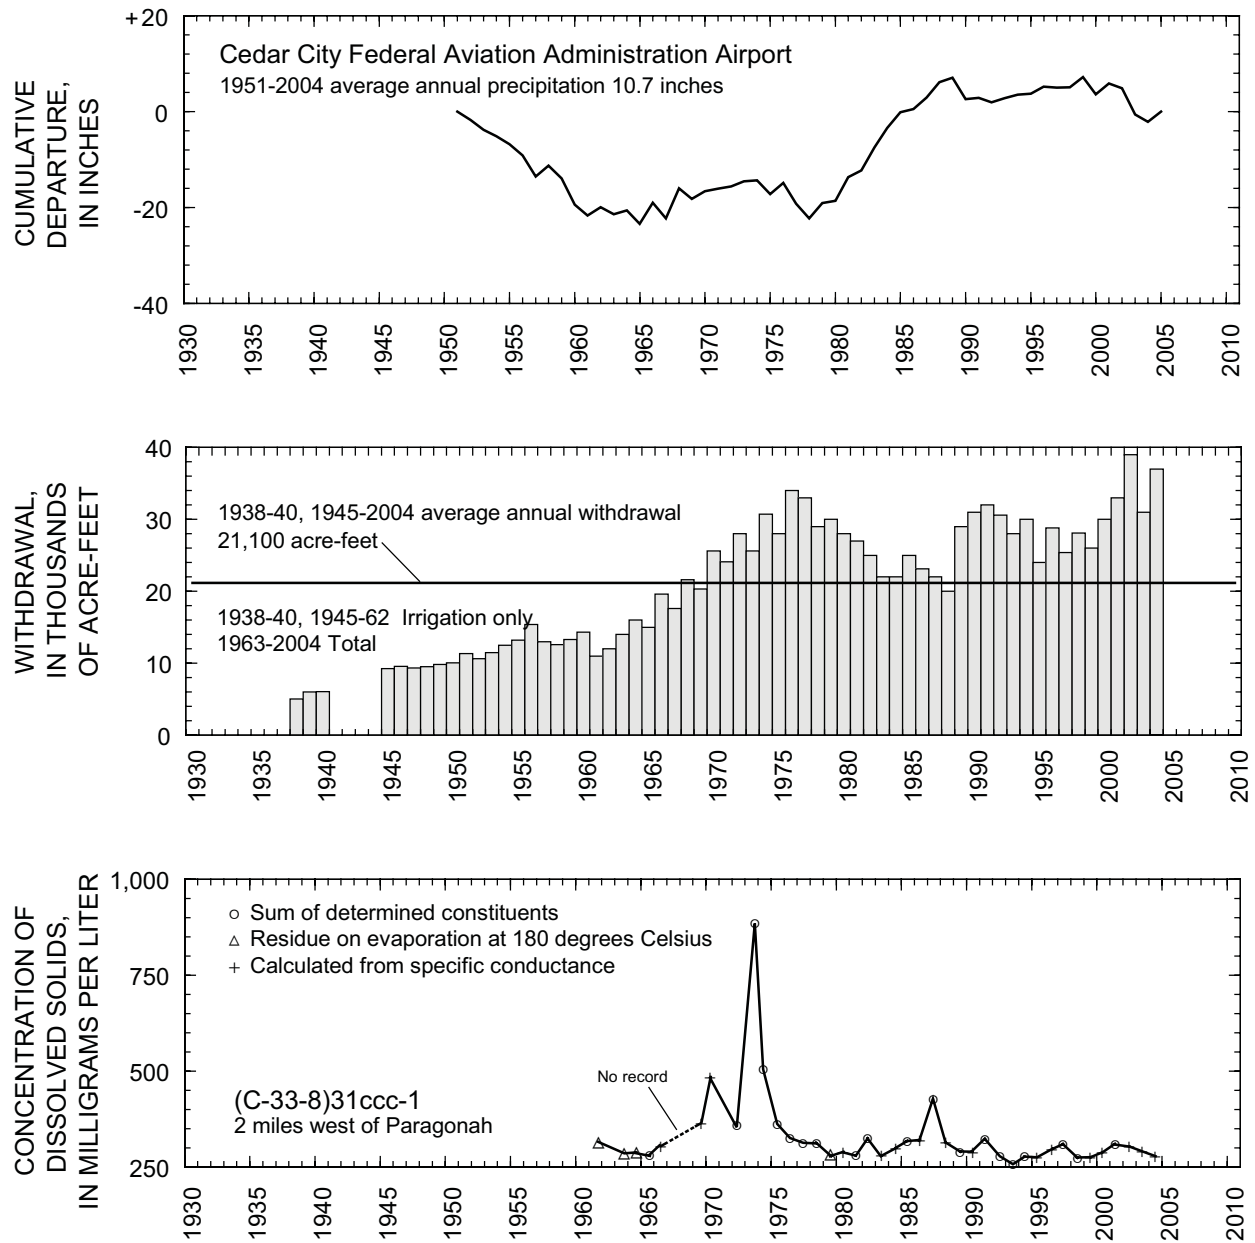 CUMULATIVE
DEPARTURE,
IN INCHES
+20
0
-20
-40
Cedar City Federal Aviation Administration Airport
1951-2004 average annual precipitation 10.7 inches
1930 1935 1940 1945 1950 1955 1960 1965 1970 1975 1980 1985 1990 1995 2000 2005 2010
WITHDRAWAL,
IN THOUSANDS
OF ACRE-FEET
40
30
20
10
0
1938-40, 1945-2004 average annual withdrawal
21,100 acre-feet
1938-40, 1945-62 Irrigation only
1963-2004 Total
1930 1935 1940 1945 1950 1955 1960 1965 1970 1975 1980 1985 1990 1995 2000 2005 2010
CONCENTRATION OF
DISSOLVED SOLIDS,
IN MILLIGRAMS PER LITER
1,000
750
500
250
Sum of determined constituents
Residue on evaporation at 180 degrees Celsius
Calculated from specific conductance
No record
(C-33-8)31ccc-1
2 miles west of Paragonah
1930 1935 1940 1945 1950 1955 1960 1965 1970 1975 1980 1985 1990 1995 2000 2005 2010